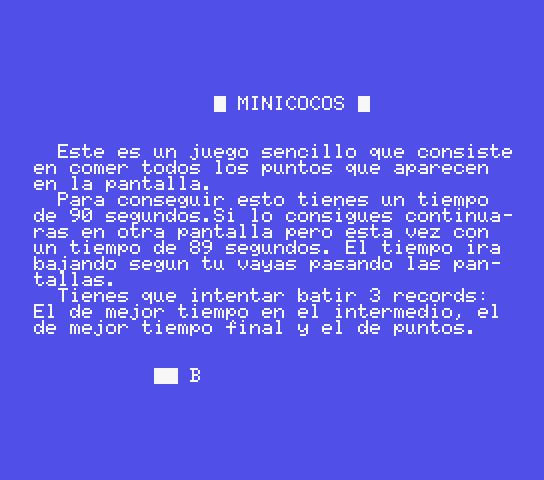 MINICOCOS
Este es un juego sencillo que consiste
en comer todos los puntos que aparecen
en la pantalla.
Para conseguir esto tienes un tiempo
de 90 segundos.Si lo consigues continua-
ras en otra pantalla pero esta vez con
un tiempo de 89 segundos. El tiempo ira
bajando segun tu vayas pasando las pan-
tallas.
Tienes que intentar batir 3 records:
El de mejor tiempo en el intermedio, el
de mejor tiempo final y el de puntos.
B